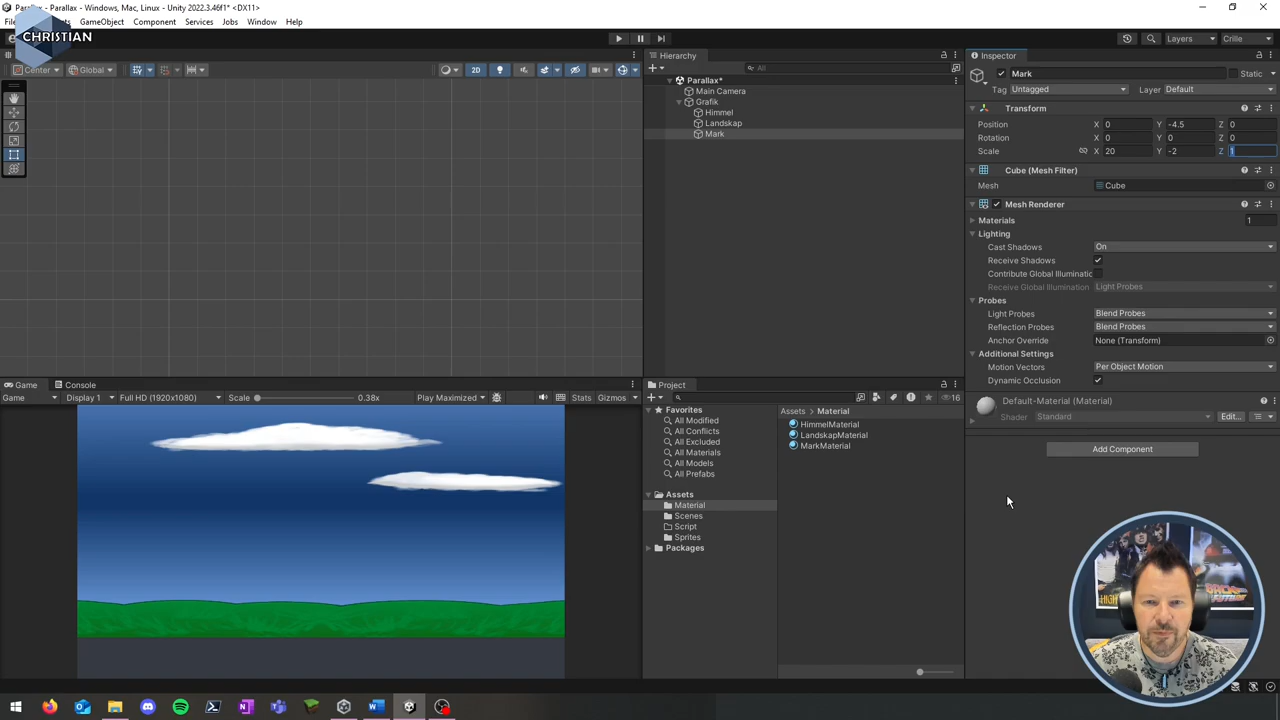 Parallax - Parallax - Windows, Mac, Linux - Unity 2022.3.46f1* <DX11>
GameObject Component Services Jobs Window Help
CHRISTIAN
Layers Crille
Center Global 2D
Hierarchy
All
Parallax*
Main Camera
Grafik
Himmel
Landskap
Mark
Inspector
Mark Static
Tag Untagged Layer Default
Transform
Position X 0 Y -4.5 Z 0
Rotation X 0 Y 0 Z 0
Scale X 20 Y -2 Z 1
Cube (Mesh Filter)
Mesh Cube
Mesh Renderer
Materials 1
Lighting
Cast Shadows On
Receive Shadows
Contribute Global Illuminatic
Receive Global Illumination Light Probes
Probes
Light Probes Blend Probes
Reflection Probes Blend Probes
Anchor Override None (Transform)
Additional Settings
Motion Vectors Per Object Motion
Dynamic Occlusion
Default-Material (Material)
Shader Standard Edit...
Add Component
Game Console
Game Display 1 Full HD (1920x1080) Scale 0.38x Play Maximized Stats Gizmos
Project
16
Favorites
All Modified
All Conflicts
All Excluded
All Materials
All Models
All Prefabs
Assets
Material
Scenes
Script
Sprites
Packages
Assets > Material
HimmelMaterial
LandskapMaterial
MarkMaterial